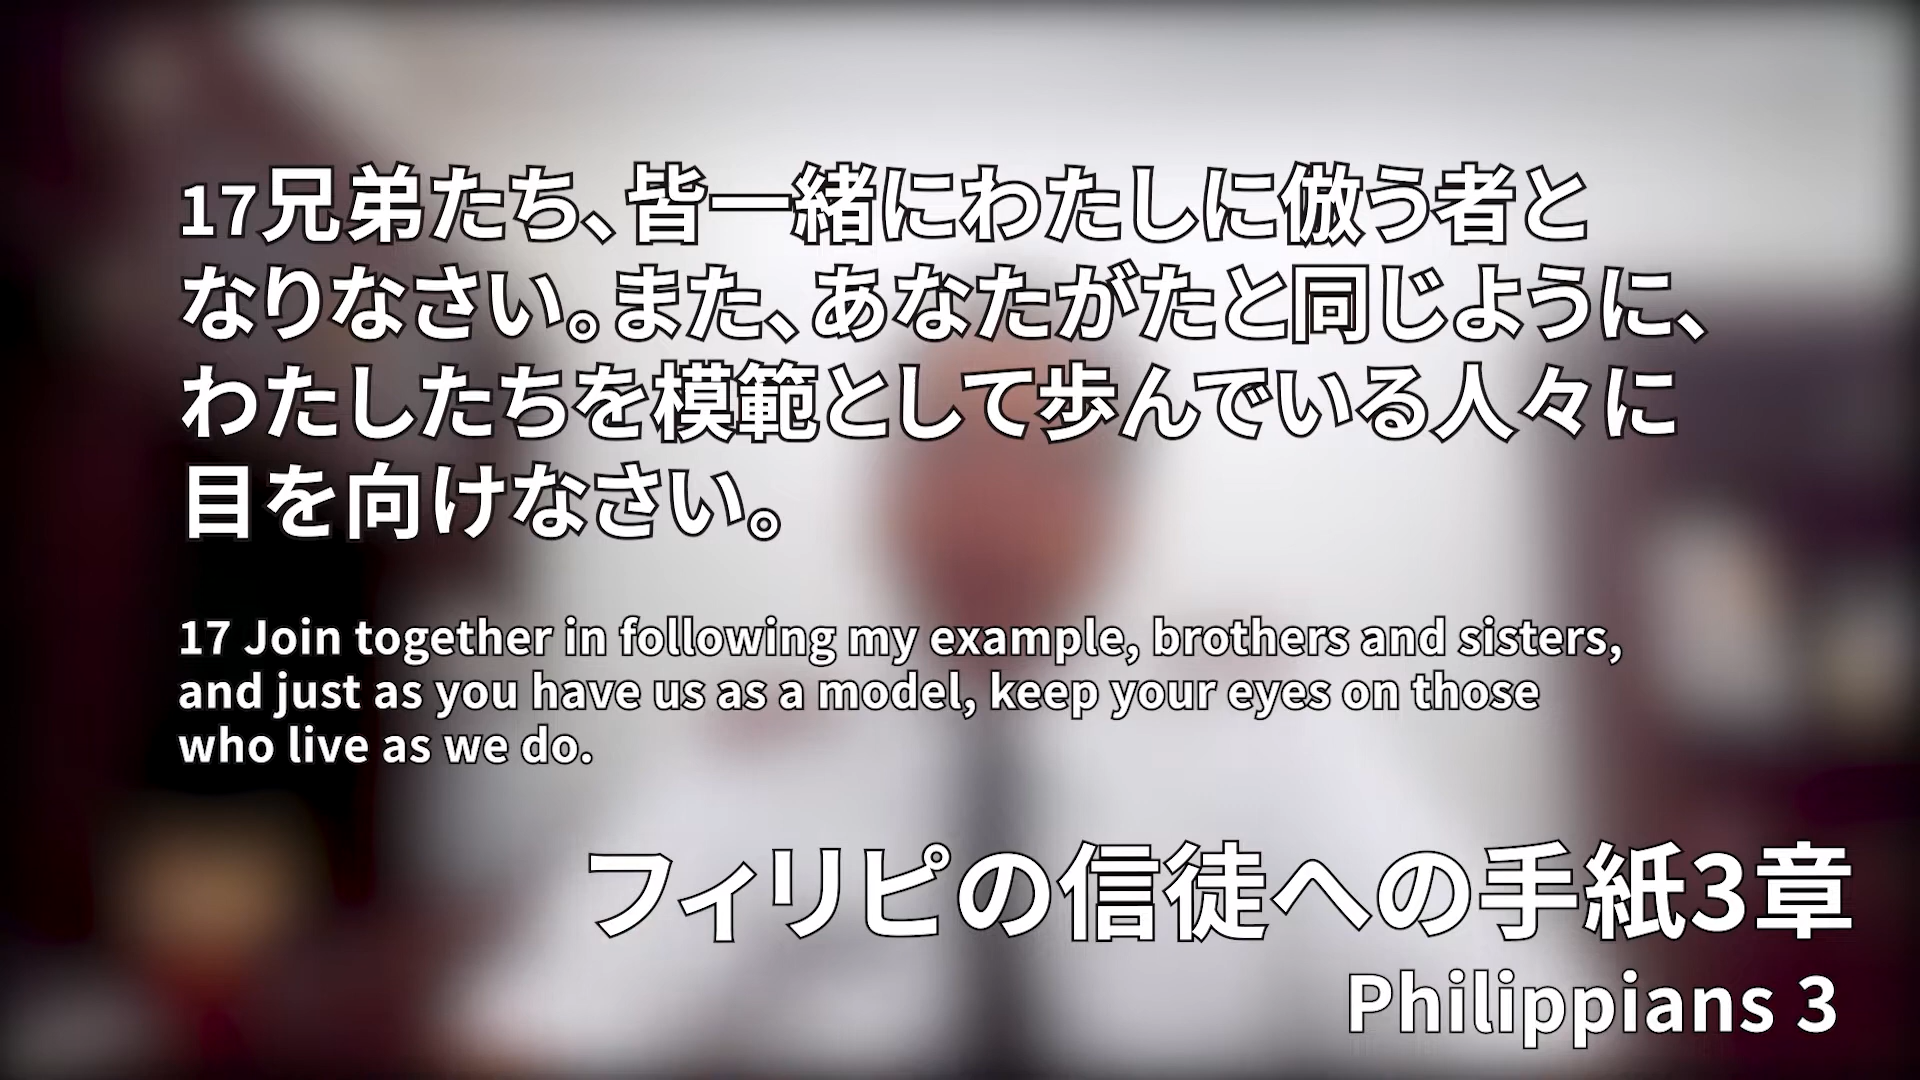 17兄弟たち、皆一緒にわたしに倣う者と
なりなさい。また、あなたがたと同じように、
わたしたちを模範として歩んでいる人々に
目を向けなさい。
17 Join together in following my example, brothers and sisters,
and just as you have us as a model, keep your eyes on those
who live as we do.
フィリピの信徒への手紙3章
Philippians 3